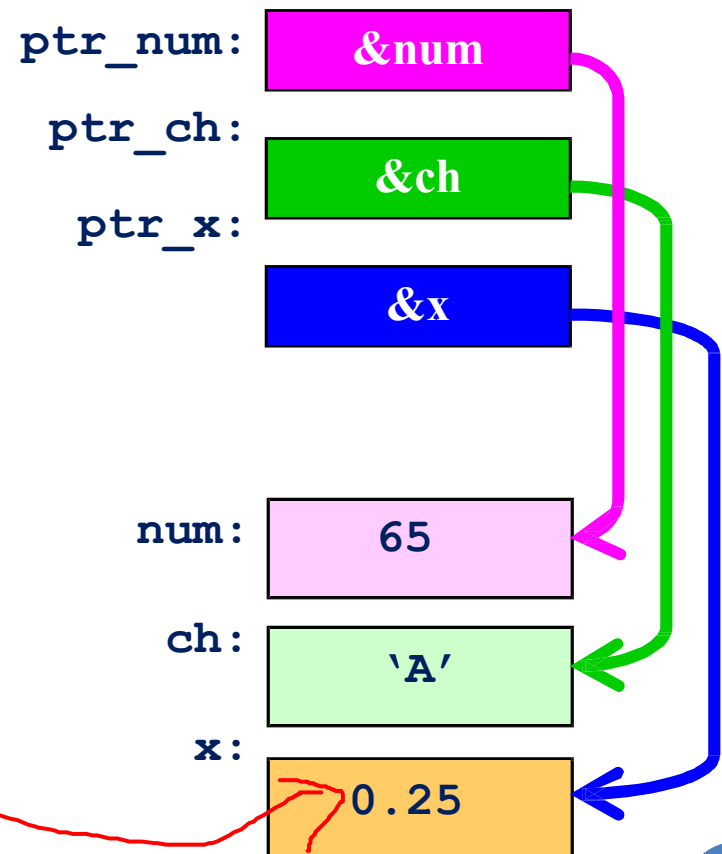 ptr_num: &num
ptr_ch: &ch
ptr_x: &x
num: 65
ch: ‘A’
x: 0.25